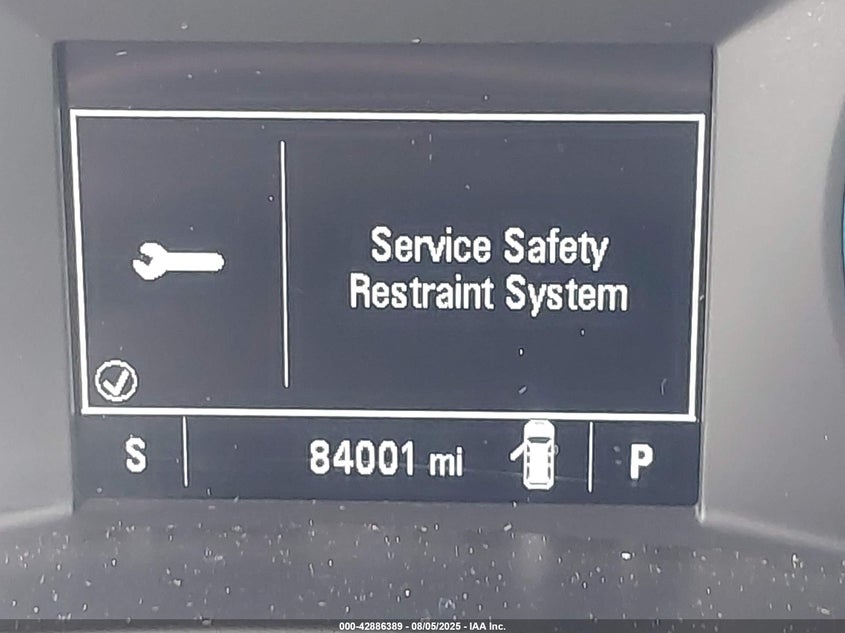 Service Safety
Restraint System
S 84001 mi P
000-42886389 - 08/05/2025 - IAA Inc.